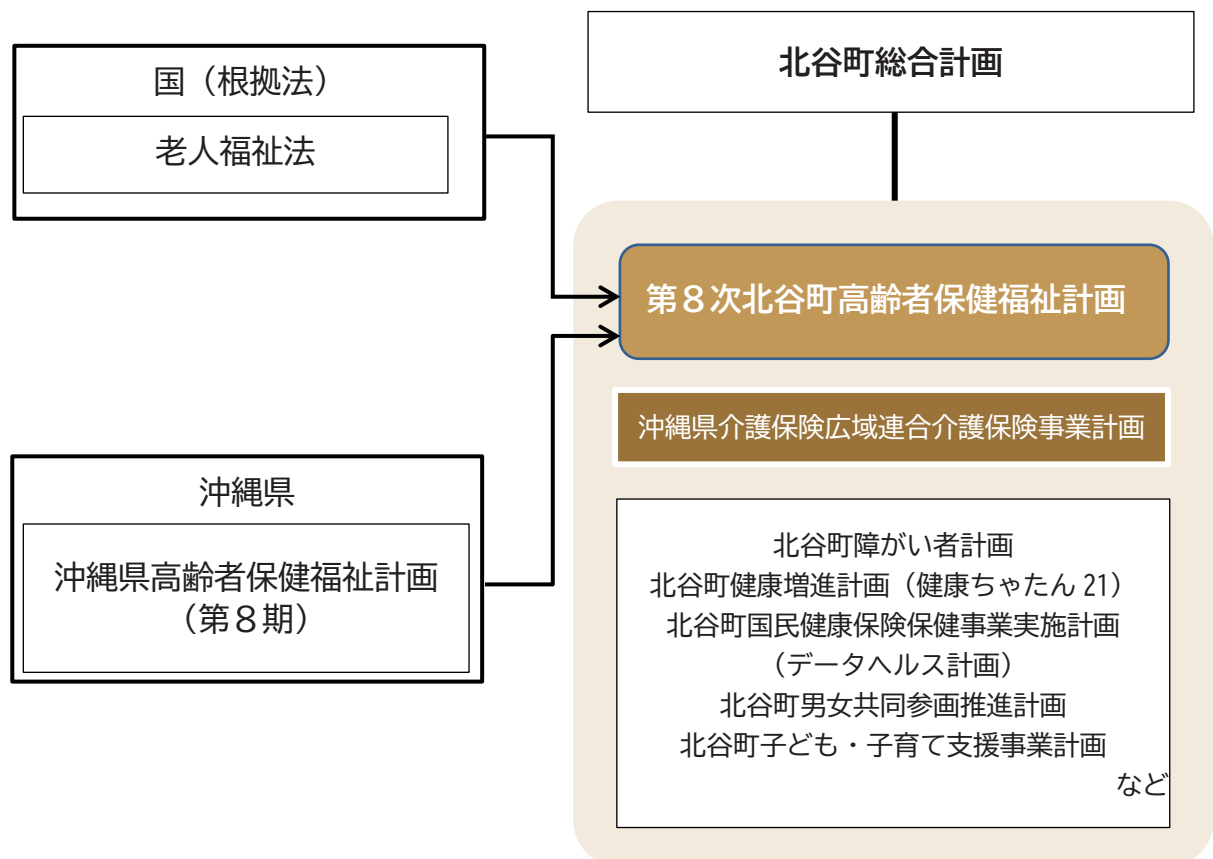 国（根拠法）
老人福祉法
北谷町総合計画
第８次北谷町高齢者保健福祉計画
沖縄県介護保険広域連合介護保険事業計画
沖縄県
沖縄県高齢者保健福祉計画
（第８期）
北谷町障がい者計画
北谷町健康増進計画（健康ちゃたん 21）
北谷町国民健康保険保健事業実施計画
（データヘルス計画）
北谷町男女共同参画推進計画
北谷町子ども・子育て支援事業計画
など